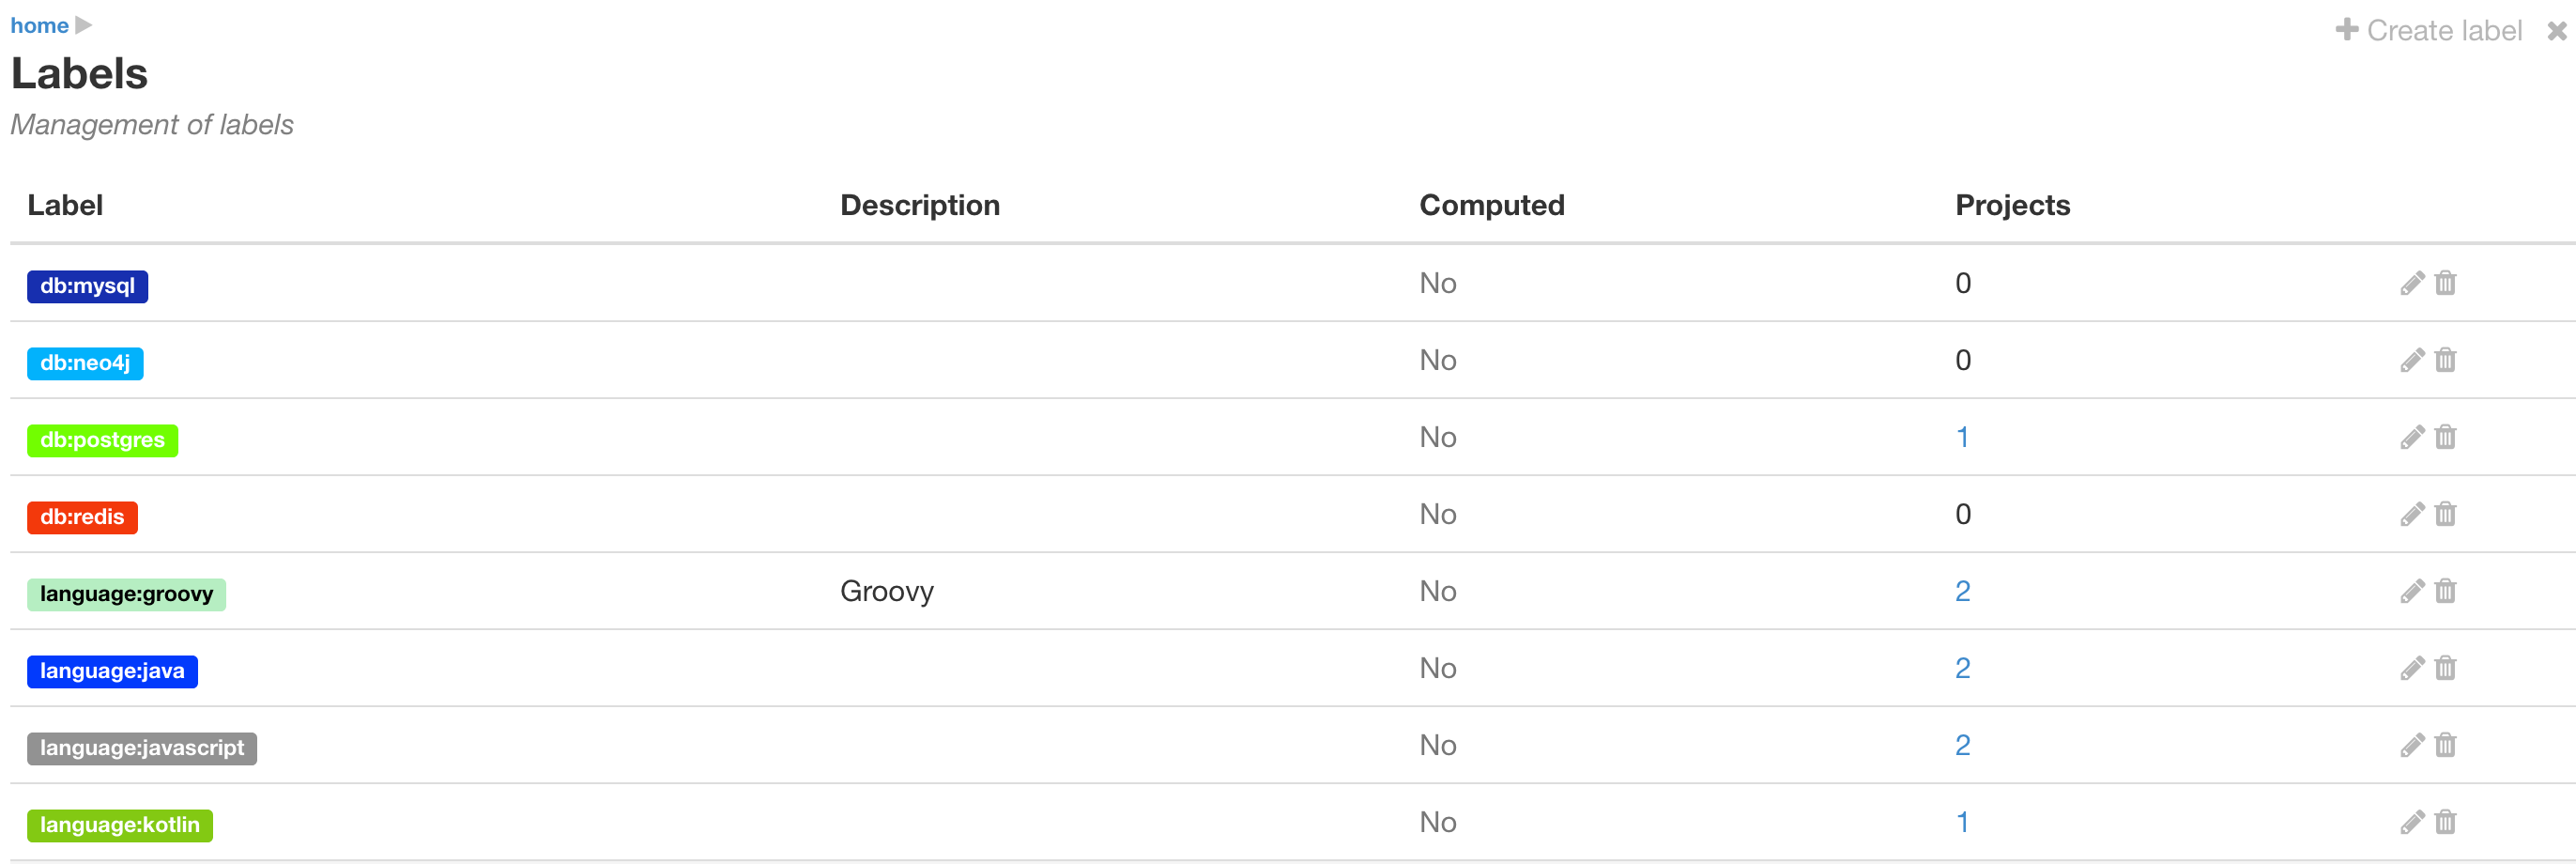 home
Create label
Labels
Management of labels
Label Description Computed Projects
db:mysql No 0
db:neo4j No 0
db:postgres No 1
db:redis No 0
language:groovy Groovy No 2
language:java No 2
language:javascript No 2
language:kotlin No 1